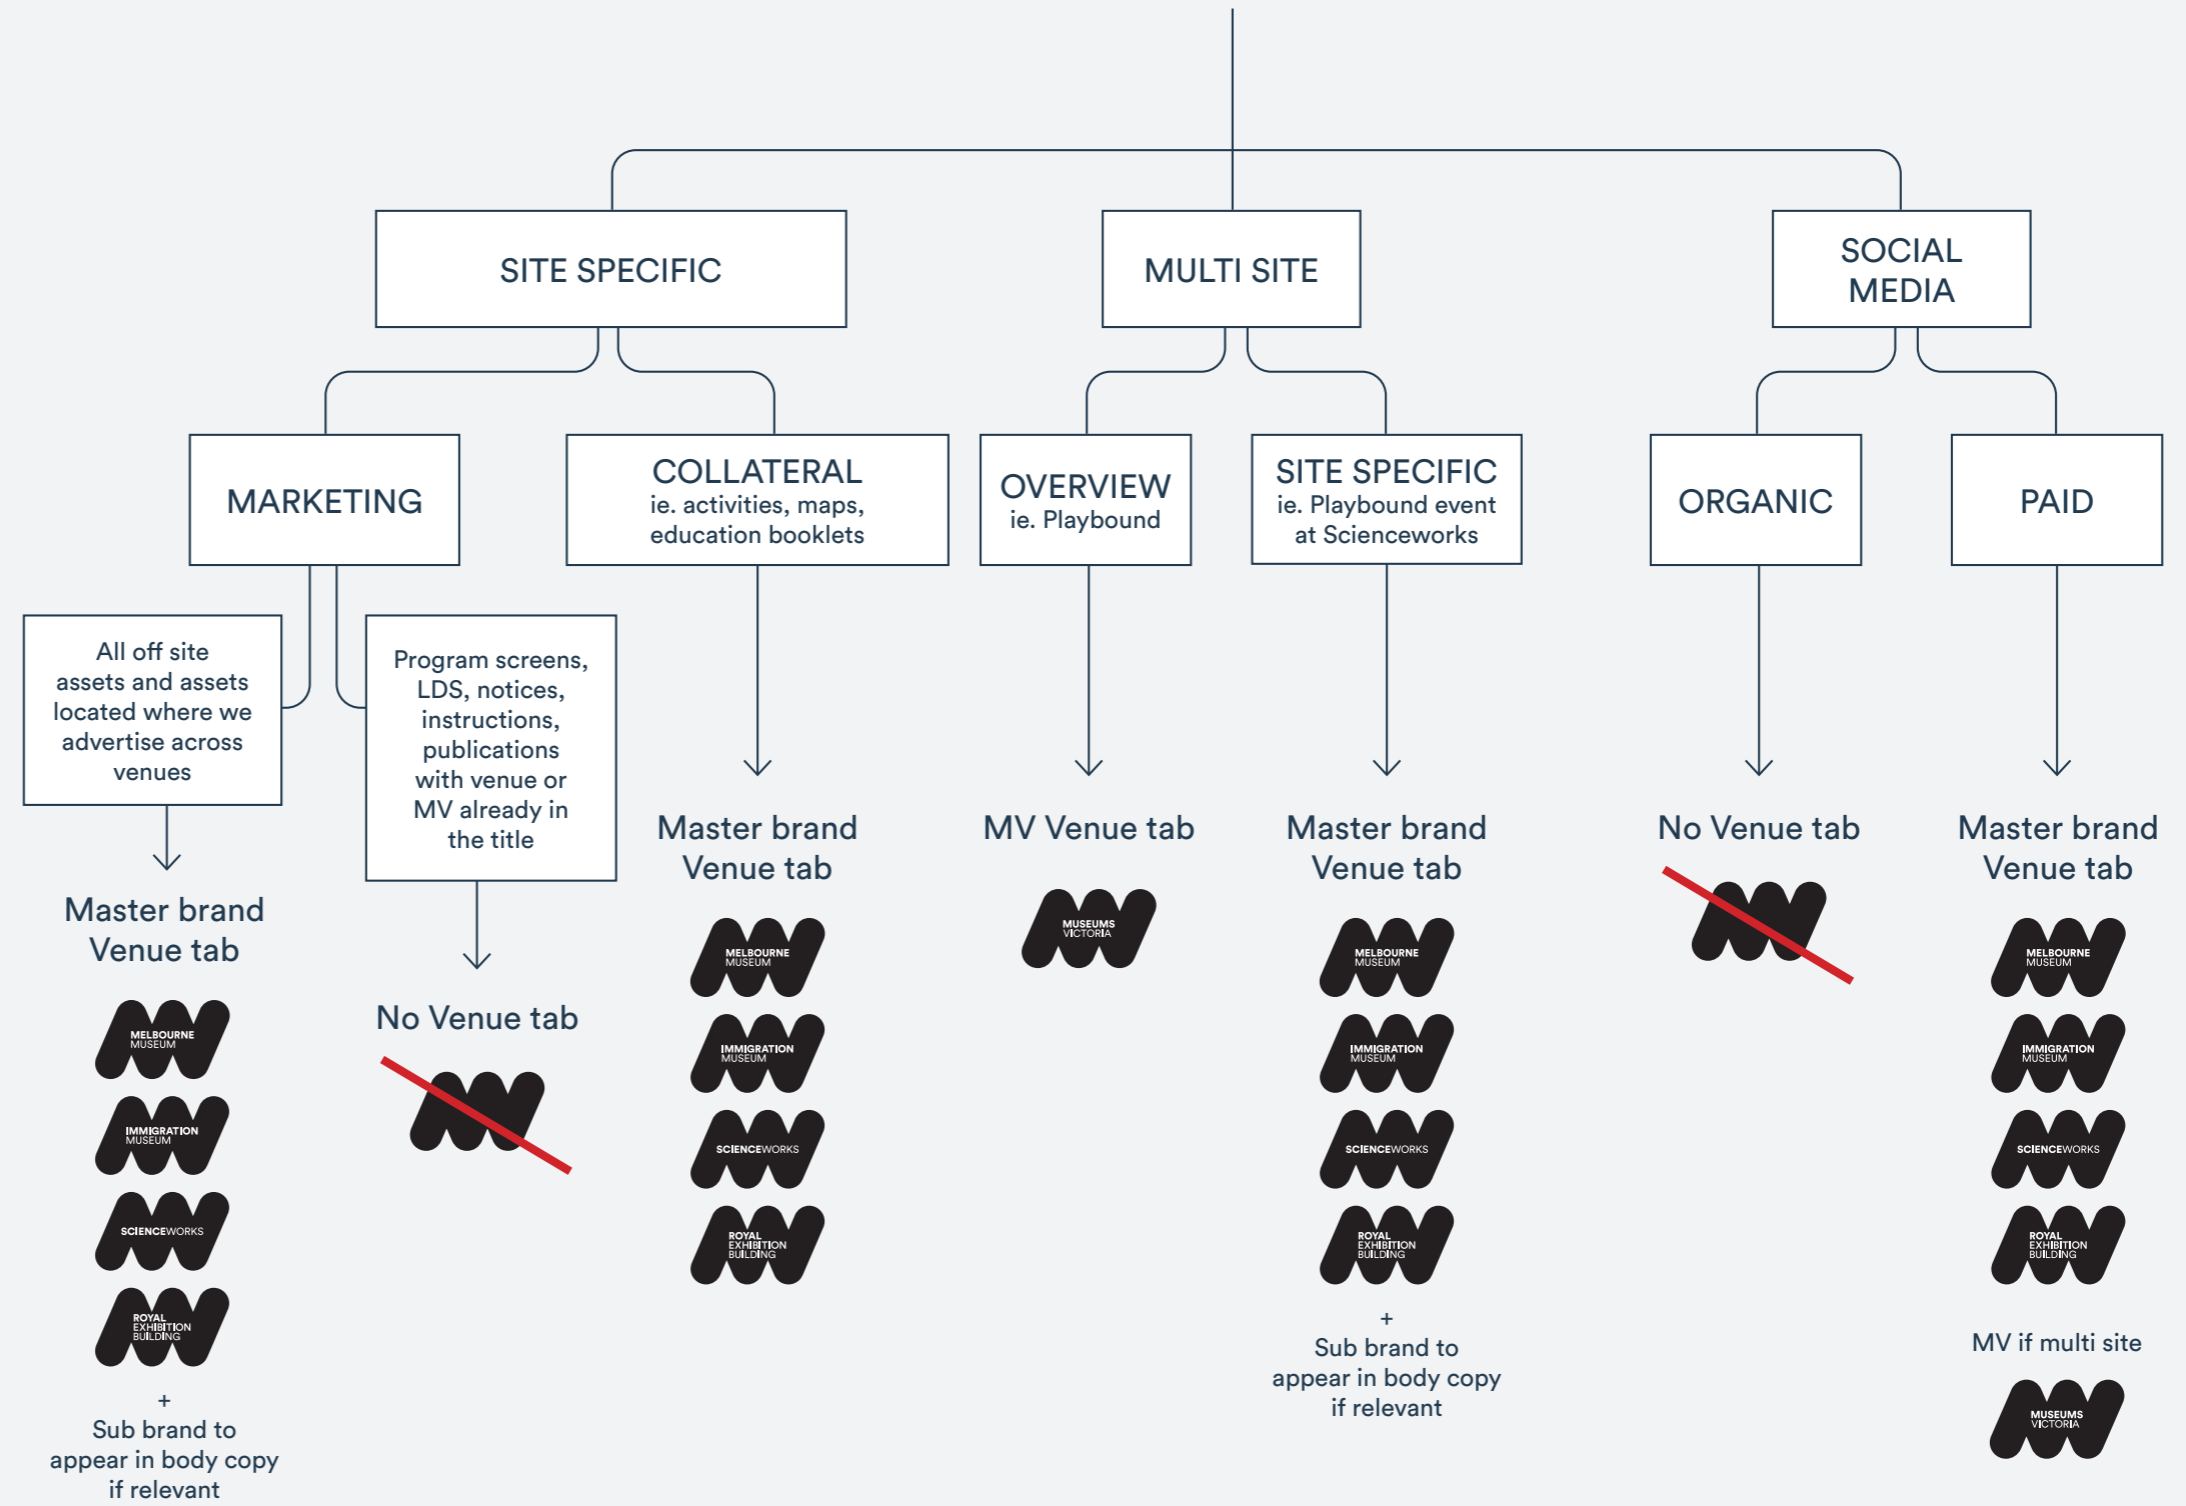 SITE SPECIFIC
MULTI SITE
SOCIAL
MEDIA
MARKETING
COLLATERAL
ie. activities, maps,
education booklets
OVERVIEW
ie. Playbound
SITE SPECIFIC
ie. Playbound event
at Scienceworks
ORGANIC
PAID
All off site
assets and assets
located where we
advertise across
venues
Master brand
Venue tab
MELBOURNE
MUSEUM
IMMIGRATION
MUSEUM
SCIENCEWORKS
ROYAL
EXHIBITION
BUILDING
+
Sub brand to
appear in body copy
if relevant
Program screens,
LDS, notices,
instructions,
publications
with venue or
MV already in
the title
No Venue tab
Master brand
Venue tab
MELBOURNE
MUSEUM
IMMIGRATION
MUSEUM
SCIENCEWORKS
ROYAL
EXHIBITION
BUILDING
MV Venue tab
MUSEUMS
VICTORIA
Master brand
Venue tab
MELBOURNE
MUSEUM
IMMIGRATION
MUSEUM
SCIENCEWORKS
ROYAL
EXHIBITION
BUILDING
+
Sub brand to
appear in body copy
if relevant
No Venue tab
Master brand
Venue tab
MELBOURNE
MUSEUM
IMMIGRATION
MUSEUM
SCIENCEWORKS
ROYAL
EXHIBITION
BUILDING
MV if multi site
MUSEUMS
VICTORIA